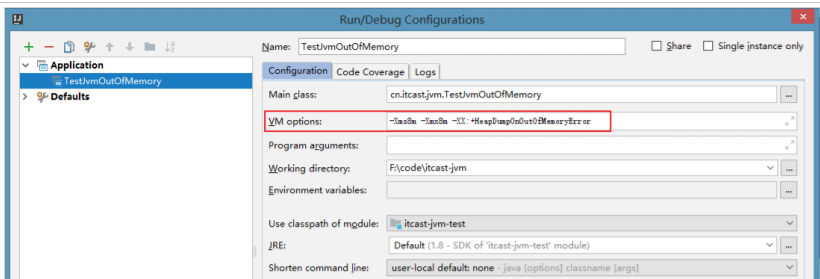 Run/Debug Configurations
Name: TestJvmOutOfMemory
Share
Single instance only
Application
TestJvmOutOfMemory
Defaults
Configuration Code Coverage Logs
Main class: cn.itcast.jvm.TestJvmOutOfMemory ...
VM options: -Xms8m -Xmx8m -XX:+HeapDumpOnOutOfMemoryError
Program arguments:
Working directory: F:\code\itcast-jvm ...
Environment variables: ...
Use classpath of module: itcast-jvm-test
JRE: Default (1.8 - SDK of 'itcast-jvm-test' module) ...
Shorten command line: user-local default: none - java [options] classname [args]